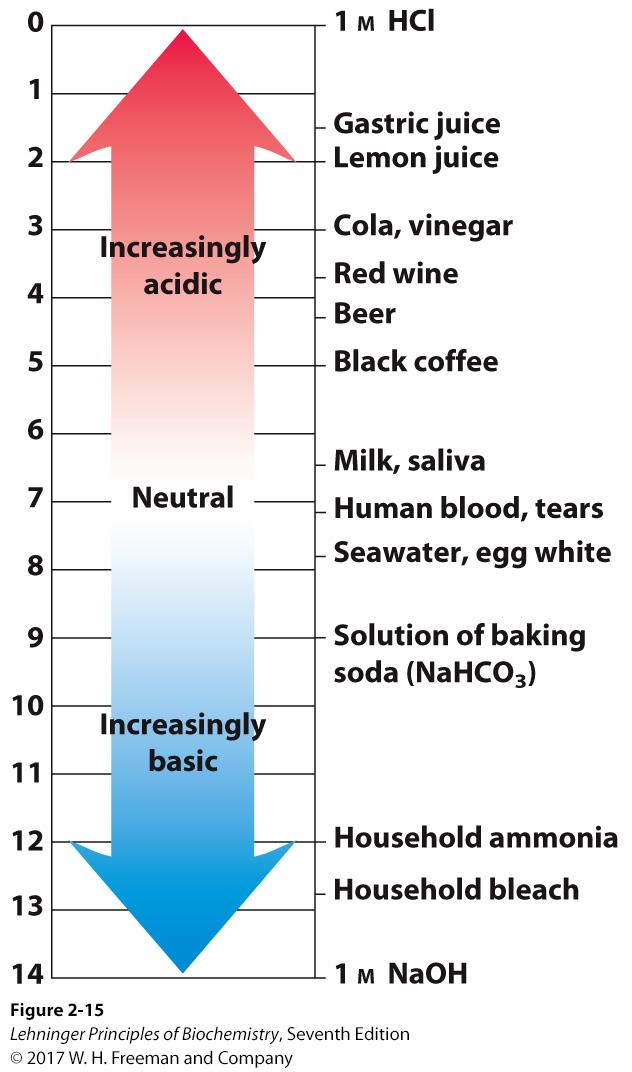 0
1 M HCl
1
Gastric juice
2
Lemon juice
3
Cola, vinegar
Increasingly
acidic
Red wine
4
Beer
5
Black coffee
6
Milk, saliva
7
Neutral
Human blood, tears
Seawater, egg white
8
9
Solution of baking
soda (NaHCO₃)
10
Increasingly
basic
11
12
Household ammonia
Household bleach
13
14
1 M NaOH
Figure 2-15
Lehninger Principles of Biochemistry, Seventh Edition
© 2017 W. H. Freeman and Company